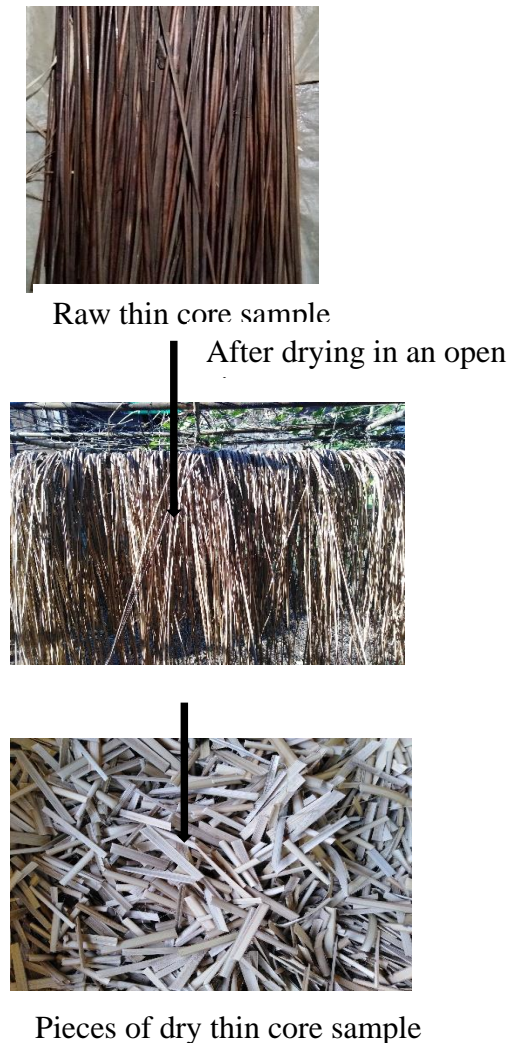 Raw thin core sample
After drying in an open
Pieces of dry thin core sample